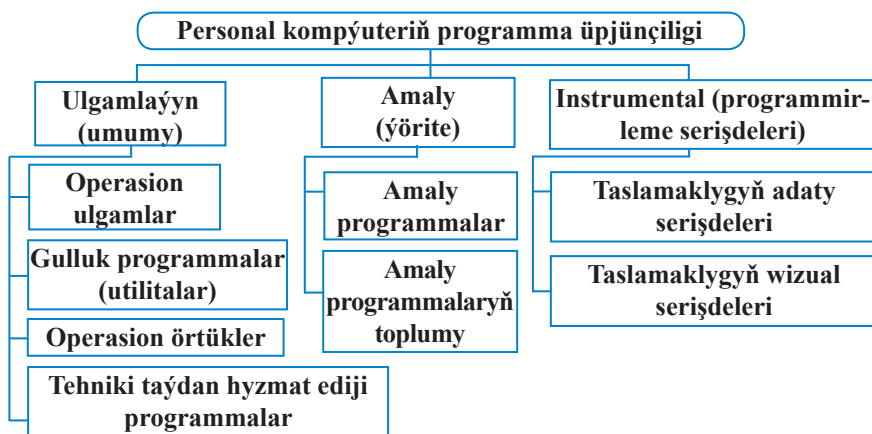 Personal kompýuteriň programma üpjünçiligi
Ulgamlaýyn
(umumy)
Operasion
ulgamlar
Gulluk programmalar
(utilitalar)
Operasion örtükler
Tehniki taýdan hyzmat ediji
programmalar
Amaly
(ýörite)
Amaly
programmalar
Amaly
programmalaryň
toplumy
Instrumental (programmir-
leme serişdeleri)
Taslamaklygyň adaty
serişdeleri
Taslamaklygyň wizual
serişdeleri